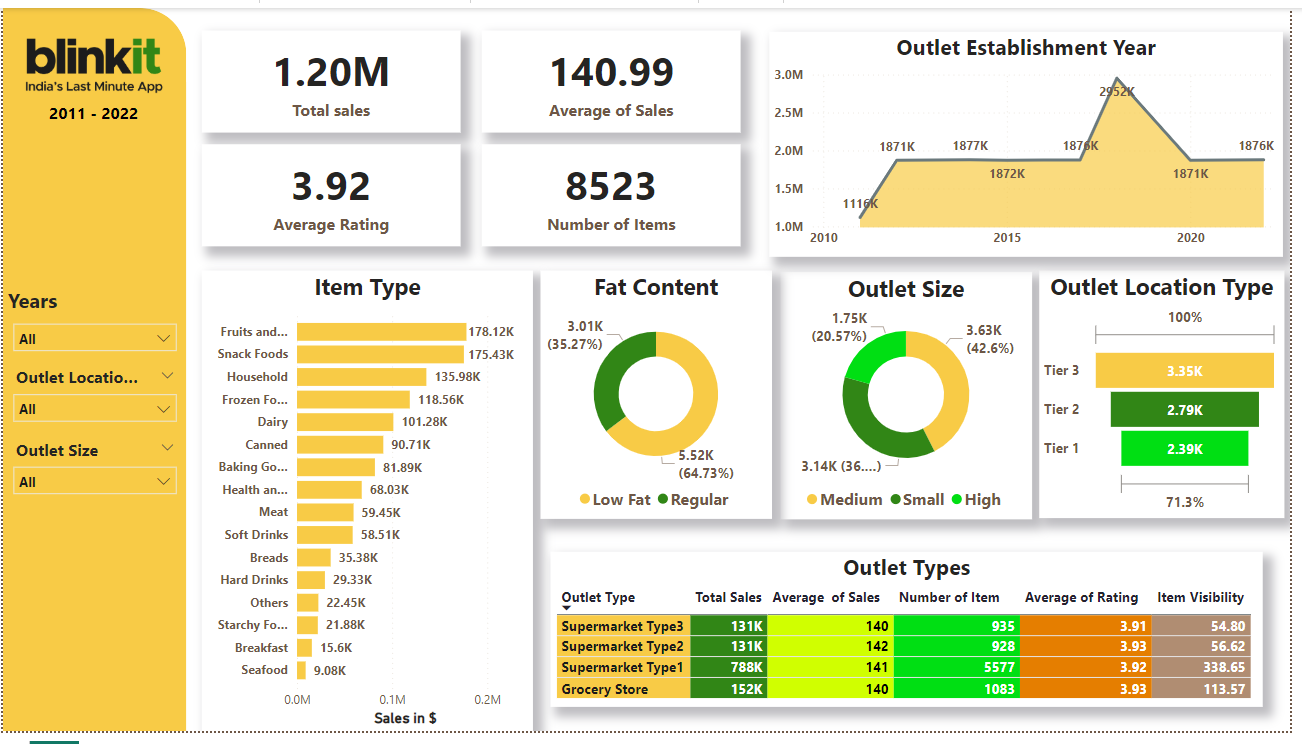 blinkit
India's Last Minute App
2011 - 2022
Years
All
Outlet Locatio...
All
Outlet Size
All
1.20M
Total sales
140.99
Average of Sales
3.92
Average Rating
8523
Number of Items
Outlet Establishment Year
3.0M
2.5M
2.0M
1.5M
1.0M
1116K
1871K
1877K
1872K
1876K
2952K
1871K
1876K
2010
2015
2020
Item Type
Fruits and... 178.12K
Snack Foods 175.43K
Household 135.98K
Frozen Fo... 118.56K
Dairy 101.28K
Canned 90.71K
Baking Go... 81.89K
Health an... 68.03K
Meat 59.45K
Soft Drinks 58.51K
Breads 35.38K
Hard Drinks 29.33K
Others 22.45K
Starchy Fo... 21.88K
Breakfast 15.6K
Seafood 9.08K
0.0M 0.1M 0.2M
Sales in $
Fat Content
3.01K
(35.27%)
5.52K
(64.73%)
Low Fat Regular
Outlet Size
1.75K
(20.57%)
3.63K
(42.6%)
3.14K (36....)
Medium Small High
Outlet Location Type
100%
Tier 3 3.35K
Tier 2 2.79K
Tier 1 2.39K
71.3%
Outlet Types
Outlet Type Total Sales Average of Sales Number of Item Average of Rating Item Visibility
Supermarket Type3 131K 140 935 3.91 54.80
Supermarket Type2 131K 142 928 3.93 56.62
Supermarket Type1 788K 141 5577 3.92 338.65
Grocery Store 152K 140 1083 3.93 113.57